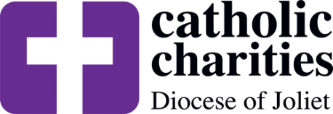 catholic
charities
Diocese of Joliet